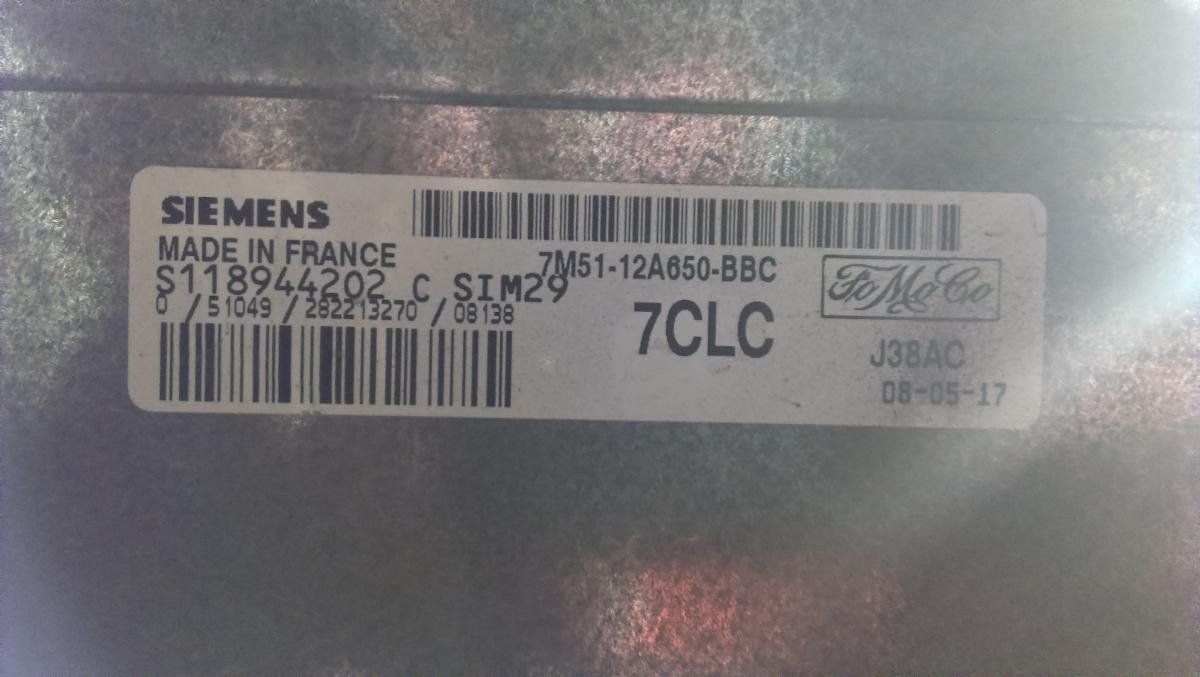 SIEMENS
MADE IN FRANCE
7M51-12A650-BBC
S118944202 C SIM29
0 /51049 /282213270 /08138
7CLC
FoMoCo
J38AC
08-05-17